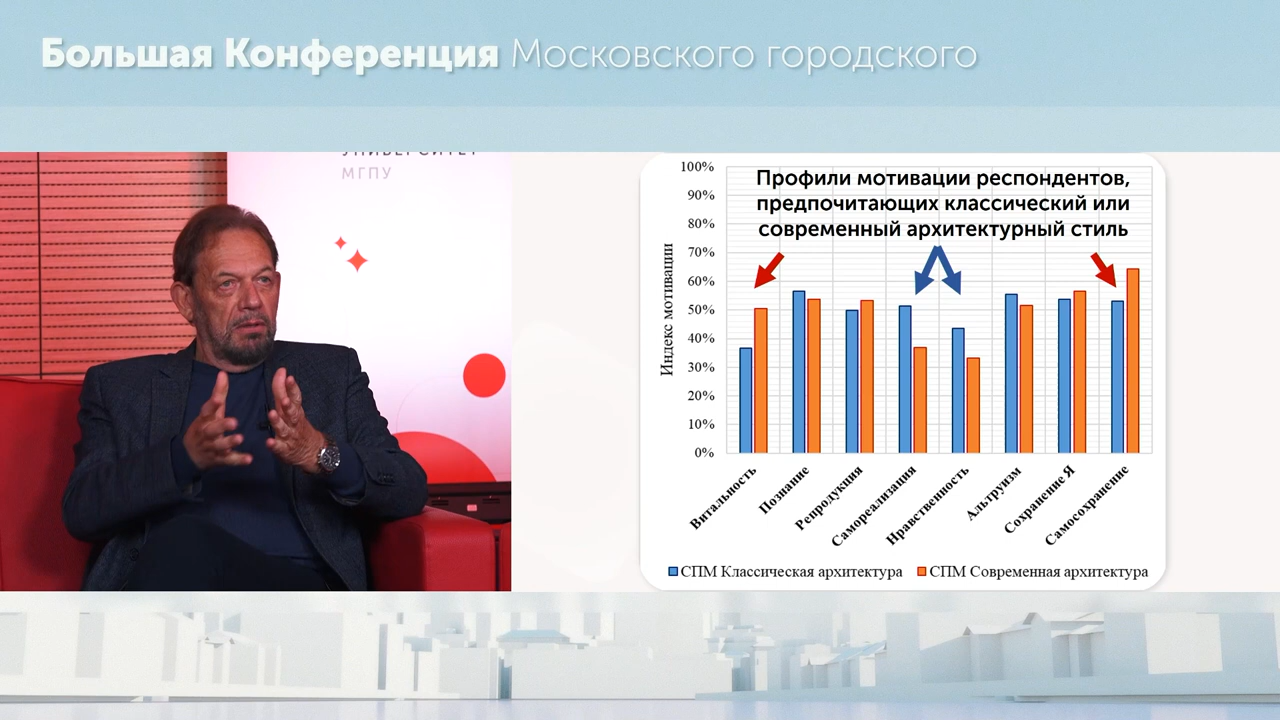 Большая Конференция Московского городского
УНИВЕРСИТЕТ
МГПУ
Профили мотивации респондентов,
предпочитающих классический или
современный архитектурный стиль
Индекс мотивации
100%
90%
80%
70%
60%
50%
40%
30%
20%
10%
0%
Витальность
Познание
Репродукция
Самореализация
Нравственность
Альтруизм
Сохранение Я
Самосохранение
СПМ Классическая архитектура
СПМ Современная архитектура